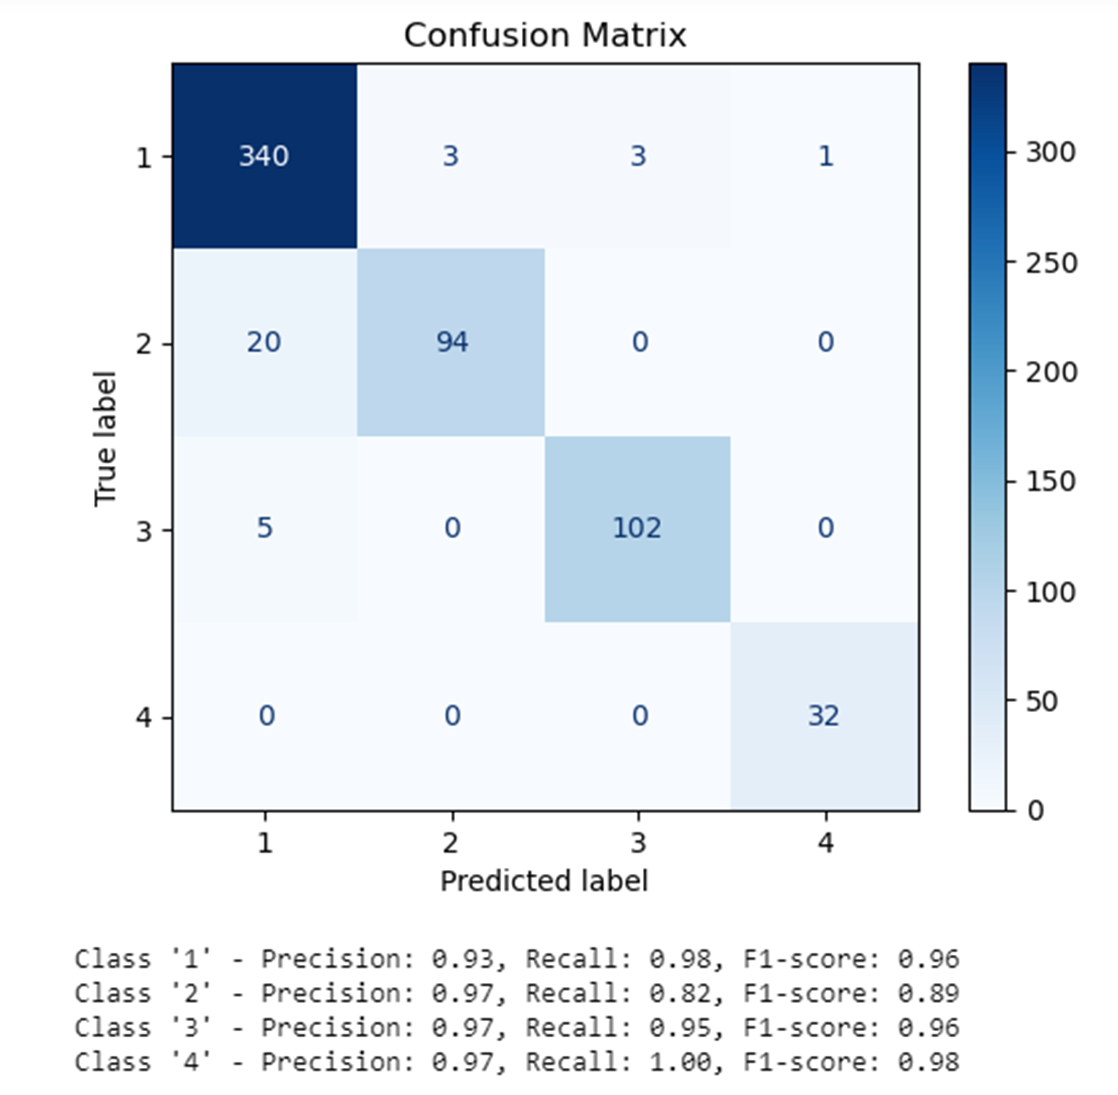 Confusion Matrix
1 340 3 3 1
2 20 94 0 0
3 5 0 102 0
4 0 0 0 32
1 2 3 4
True label
Predicted label
300
250
200
150
100
50
0
Class '1' - Precision: 0.93, Recall: 0.98, F1-score: 0.96
Class '2' - Precision: 0.97, Recall: 0.82, F1-score: 0.89
Class '3' - Precision: 0.97, Recall: 0.95, F1-score: 0.96
Class '4' - Precision: 0.97, Recall: 1.00, F1-score: 0.98